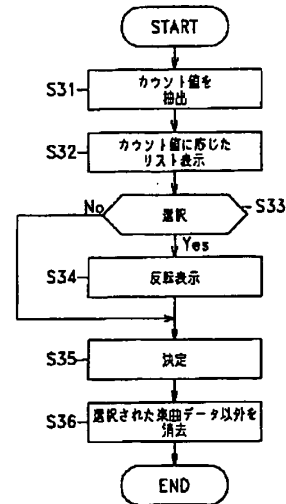 START
S31
カウント値を
抽出
S32
カウント値に応じた
リスト表示
No
選択
S33
Yes
S34
反転表示
S35
決定
S36
選択された楽曲データ以外を
消去
END